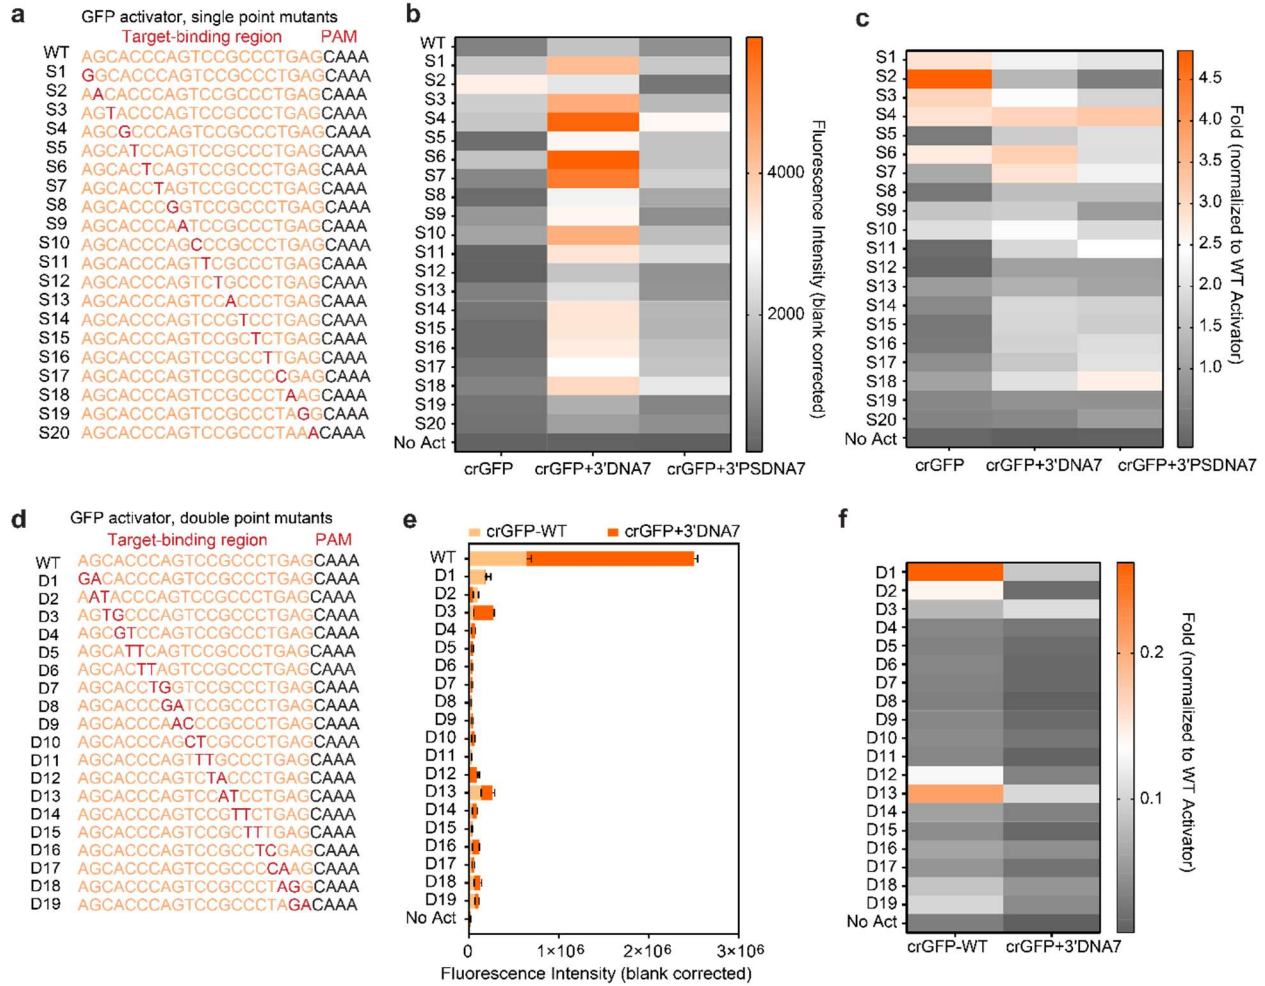 a
GFP activator, single point mutants
Target-binding region PAM
WT AGCACCCAGTCCGCCCTGAGCAAA
S1 GGCACCCAGTCCGCCCTGAGCAAA
S2 AACACCCAGTCCGCCCTGAGCAAA
S3 AGTACCCAGTCCGCCCTGAGCAAA
S4 AGCGCCCAGTCCGCCCTGAGCAAA
S5 AGCATCCAGTCCGCCCTGAGCAAA
S6 AGCACTCAGTCCGCCCTGAGCAAA
S7 AGCACCTAGTCCGCCCTGAGCAAA
S8 AGCACCCGGTCCGCCCTGAGCAAA
S9 AGCACCCAATCCGCCCTGAGCAAA
S10 AGCACCCAGCCCGCCCTGAGCAAA
S11 AGCACCCAGTTCGCCCTGAGCAAA
S12 AGCACCCAGTCTGCCCTGAGCAAA
S13 AGCACCCAGTCCACCCTGAGCAAA
S14 AGCACCCAGTCCGTCCTGAGCAAA
S15 AGCACCCAGTCCGCTCTGAGCAAA
S16 AGCACCCAGTCCGCCTTGAGCAAA
S17 AGCACCCAGTCCGCCCCGAGCAAA
S18 AGCACCCAGTCCGCCCTAAGCAAA
S19 AGCACCCAGTCCGCCCTAGGCAAA
S20 AGCACCCAGTCCGCCCTAAACAAA
b
WT
S1
S2
S3
S4
S5
S6
S7
S8
S9
S10
S11
S12
S13
S14
S15
S16
S17
S18
S19
S20
No Act
crGFP crGFP+3'DNA7 crGFP+3'PSDNA7
4000
2000
Fluorescence Intensity (blank corrected)
c
S1
S2
S3
S4
S5
S6
S7
S8
S9
S10
S11
S12
S13
S14
S15
S16
S17
S18
S19
S20
No Act
crGFP crGFP+3'DNA7 crGFP+3'PSDNA7
4.5
4.0
3.5
3.0
2.5
2.0
1.5
1.0
Fold (normalized to WT Activator)
d
GFP activator, double point mutants
Target-binding region PAM
WT AGCACCCAGTCCGCCCTGAGCAAA
D1 GACACCCAGTCCGCCCTGAGCAAA
D2 AATACCCAGTCCGCCCTGAGCAAA
D3 AGTGCCCAGTCCGCCCTGAGCAAA
D4 AGCGTCCAGTCCGCCCTGAGCAAA
D5 AGCATTCAGTCCGCCCTGAGCAAA
D6 AGCACTTAGTCCGCCCTGAGCAAA
D7 AGCACCTGGTCCGCCCTGAGCAAA
D8 AGCACCCGATCCGCCCTGAGCAAA
D9 AGCACCCAACCCGCCCTGAGCAAA
D10 AGCACCCAGCTCGCCCTGAGCAAA
D11 AGCACCCAGTTTGCCCTGAGCAAA
D12 AGCACCCAGTCTACCCTGAGCAAA
D13 AGCACCCAGTCCATCCTGAGCAAA
D14 AGCACCCAGTCCGTTCTGAGCAAA
D15 AGCACCCAGTCCGCTTTGAGCAAA
D16 AGCACCCAGTCCGCCTCGAGCAAA
D17 AGCACCCAGTCCGCCCCAAGCAAA
D18 AGCACCCAGTCCGCCCTAGGCAAA
D19 AGCACCCAGTCCGCCCTAGACAAA
e
crGFP-WT crGFP+3'DNA7
WT
D1
D2
D3
D4
D5
D6
D7
D8
D9
D10
D11
D12
D13
D14
D15
D16
D17
D18
D19
No Act
0 1×10⁶ 2×10⁶ 3×10⁶
Fluorescence Intensity (blank corrected)
f
D1
D2
D3
D4
D5
D6
D7
D8
D9
D10
D11
D12
D13
D14
D15
D16
D17
D18
D19
No Act
crGFP-WT crGFP+3'DNA7
0.2
0.1
Fold (normalized to WT Activator)